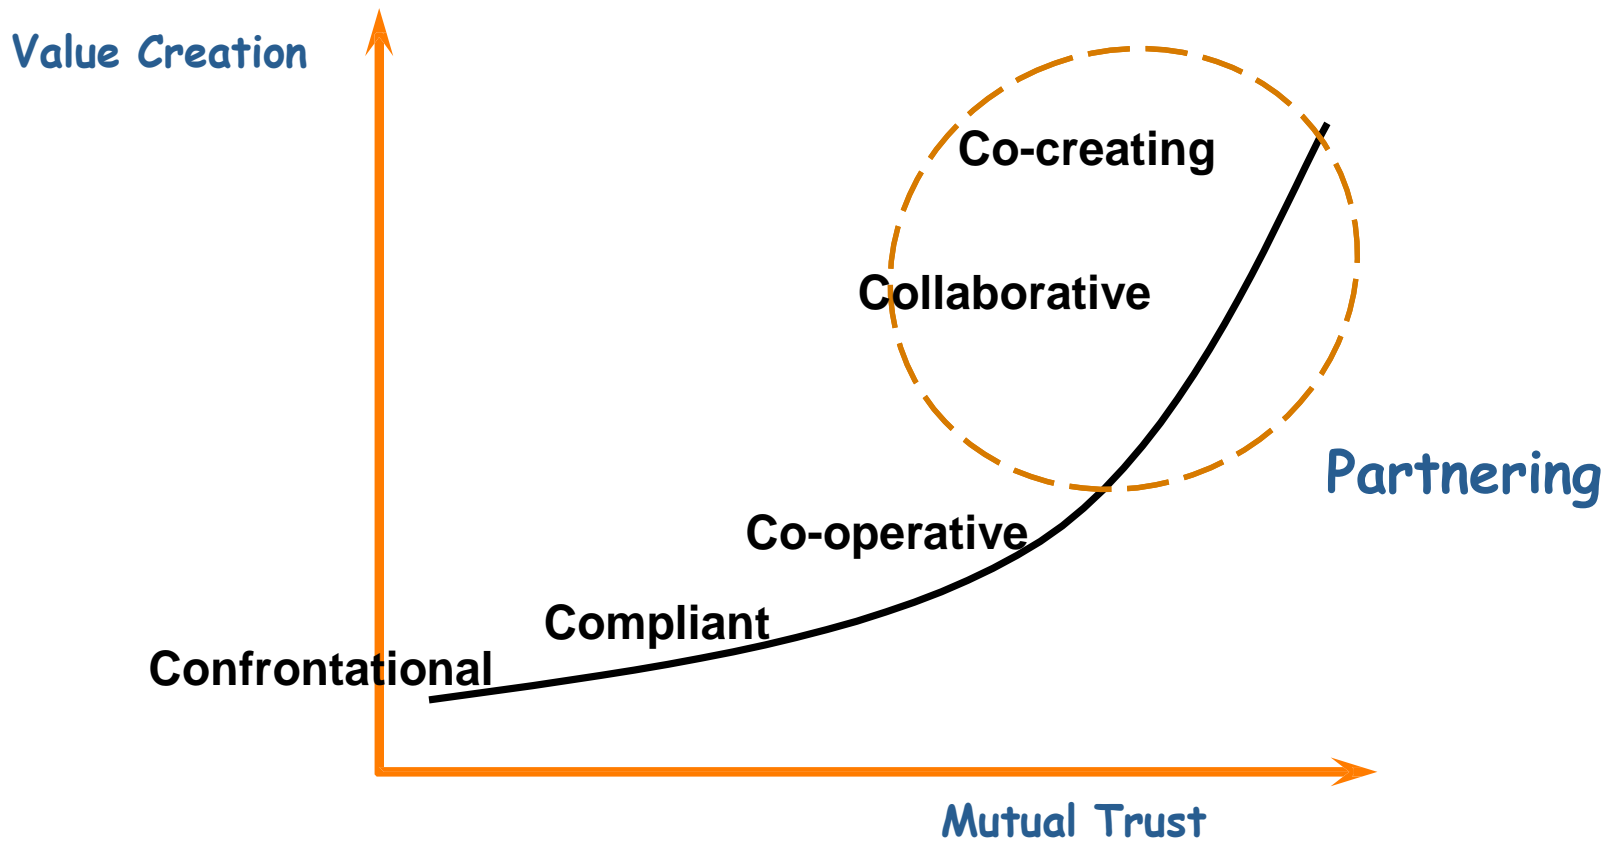 Value Creation
Co-creating
Collaborative
Partnering
Co-operative
Compliant
Confrontational
Mutual Trust